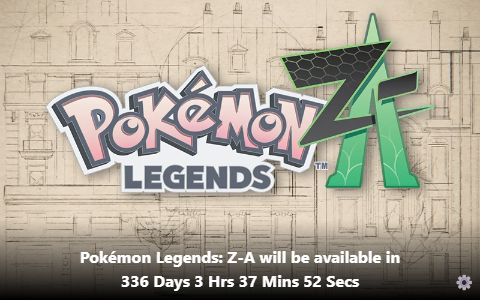 POKÉMON
LEGENDS
Z-A
TM
Pokémon Legends: Z-A will be available in
336 Days 3 Hrs 37 Mins 52 Secs